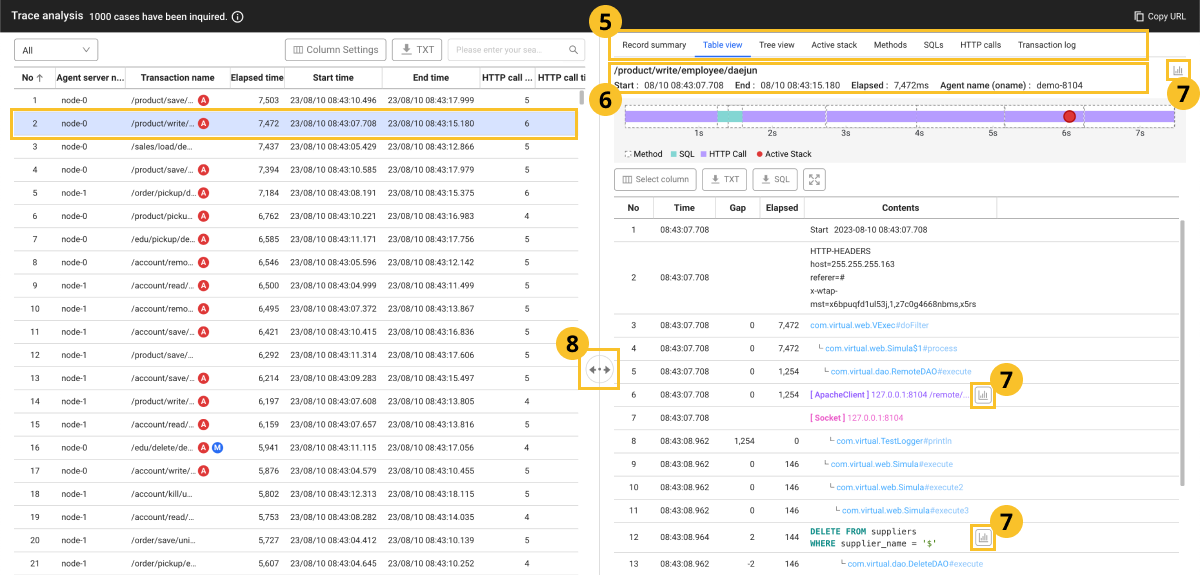 Trace analysis 1000 cases have been inquired.
Copy URL
All
Column Settings
TXT
Please enter your sea...
No Agent server n... Transaction name Elapsed time Start time End time HTTP call ... HTTP call ti
1 node-0 /product/save/... A 7,503 23/08/10 08:43:10.496 23/08/10 08:43:17.999 5
2 node-0 /product/write/... A 7,472 23/08/10 08:43:07.708 23/08/10 08:43:15.180 6
3 node-0 /sales/load/de... 7,437 23/08/10 08:43:05.429 23/08/10 08:43:12.866 5
4 node-0 /product/save/... A 7,394 23/08/10 08:43:10.585 23/08/10 08:43:17.979 5
5 node-1 /order/pickup/d... A 7,184 23/08/10 08:43:08.191 23/08/10 08:43:15.375 6
6 node-0 /product/picku... A 6,762 23/08/10 08:43:10.221 23/08/10 08:43:16.983 4
7 node-0 /edu/pickup/de... A 6,585 23/08/10 08:43:11.171 23/08/10 08:43:17.756 5
8 node-0 /account/remo... A 6,546 23/08/10 08:43:05.596 23/08/10 08:43:12.142 5
9 node-1 /account/read/... A 6,500 23/08/10 08:43:04.999 23/08/10 08:43:11.499 5
10 node-0 /account/remo... A 6,495 23/08/10 08:43:07.372 23/08/10 08:43:13.867 5
11 node-1 /account/save/... A 6,421 23/08/10 08:43:10.415 23/08/10 08:43:16.836 5
12 node-1 /product/save/... 6,292 23/08/10 08:43:11.314 23/08/10 08:43:17.606 5
13 node-1 /account/save/... A 6,214 23/08/10 08:43:09.283 23/08/10 08:43:15.497 5
14 node-1 /product/write/... A 6,197 23/08/10 08:43:07.608 23/08/10 08:43:13.805 4
15 node-1 /account/read/... A 6,159 23/08/10 08:43:07.657 23/08/10 08:43:13.816 5
16 node-0 /edu/delete/de... A M 5,941 23/08/10 08:43:11.115 23/08/10 08:43:17.056 4
17 node-1 /account/write/... A 5,876 23/08/10 08:43:04.579 23/08/10 08:43:10.455 5
18 node-1 /account/kill/u... 5,802 23/08/10 08:43:12.313 23/08/10 08:43:18.115 5
19 node-1 /account/read/... 5,753 23/08/10 08:43:08.282 23/08/10 08:43:14.035 4
20 node-1 /order/save/uni... 5,727 23/08/10 08:43:04.412 23/08/10 08:43:10.139 5
21 node-1 /order/pickup/e... 5,607 23/08/10 08:43:04.645 23/08/10 08:43:10.252 4
8
5
Record summary Table view Tree view Active stack Methods SQLs HTTP calls Transaction log
6
/product/write/employee/daejun
Start : 08/10 08:43:07.708 End : 08/10 08:43:15.180 Elapsed : 7,472ms Agent name (oname) : demo-8104
7
1s 2s 3s 4s 5s 6s 7s
Method SQL HTTP Call Active Stack
Select column
TXT
SQL
No Time Gap Elapsed Contents
1 08:43:07.708 Start 2023-08-10 08:43:07.708
2 08:43:07.708 HTTP-HEADERS
host=255.255.255.163
referer=#
x-wtap-
mst=x6bpuqfd1ul53j,1,z7c0g4668nbms,x5rs
3 08:43:07.708 0 7,472 com.virtual.web.VExec#doFilter
4 08:43:07.708 0 7,472 com.virtual.web.Simula$1#process
5 08:43:07.708 0 1,254 com.virtual.dao.RemoteDAO#execute
6 08:43:07.708 0 1,254 [ ApacheClient ] 127.0.0.1:8104 /remote/...
7
7 08:43:07.708 [ Socket ] 127.0.0.1:8104
8 08:43:08.962 1,254 0 com.virtual.TestLogger#println
9 08:43:08.962 0 146 com.virtual.web.Simula#execute
10 08:43:08.962 0 146 com.virtual.web.Simula#execute2
11 08:43:08.962 0 146 com.virtual.web.Simula#execute3
12 08:43:08.964 2 144 DELETE FROM suppliers
WHERE supplier_name = '$'
7
13 08:43:08.962 -2 146 com.virtual.dao.DeleteDAO#execute